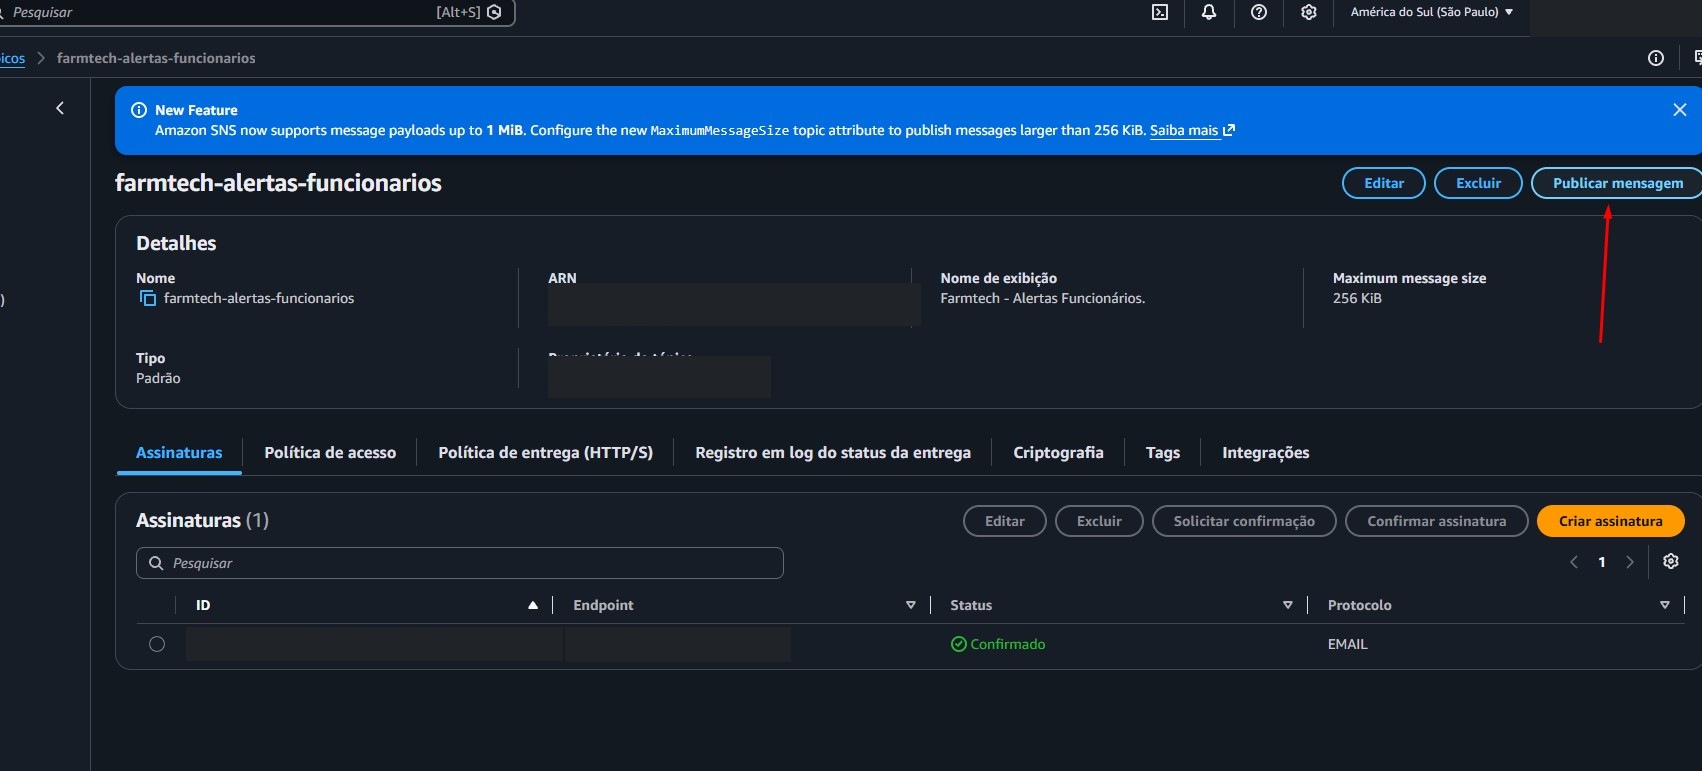 Pesquisar [Alt+S] América do Sul (São Paulo)
icos farmtech-alertas-funcionarios
New Feature
Amazon SNS now supports message payloads up to 1 MiB. Configure the new MaximumMessageSize topic attribute to publish messages larger than 256 KiB. Saiba mais
farmtech-alertas-funcionarios Editar Excluir Publicar mensagem
Detalhes
Nome ARN Nome de exibição Maximum message size
) farmtech-alertas-funcionarios Farmtech - Alertas Funcionários. 256 KiB
Tipo
Padrão
Assinaturas Política de acesso Política de entrega (HTTP/S) Registro em log do status da entrega Criptografia Tags Integrações
Assinaturas (1) Editar Excluir Solicitar confirmação Confirmar assinatura Criar assinatura
Pesquisar 1
ID Endpoint Status Protocolo
Confirmado EMAIL